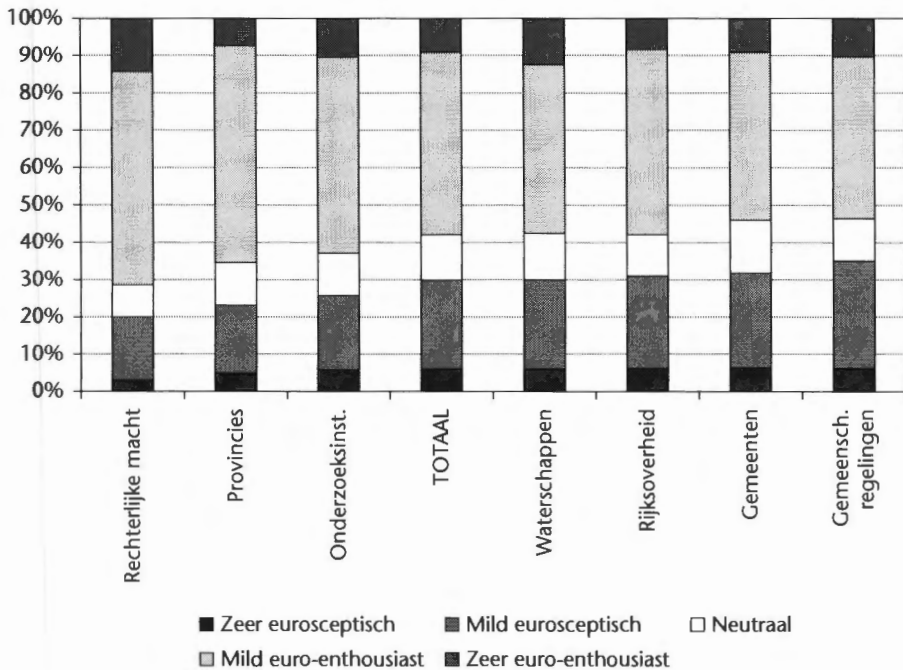 100%
90%
80%
70%
60%
50%
40%
30%
20%
10%
0%
Rechterlijke macht
Provincies
Onderzoeksinst.
TOTAAL
Waterschappen
Rijksoverheid
Gemeenten
Gemeensch.
regelingen
Zeer eurosceptisch
Mild eurosceptisch
Neutraal
Mild euro-enthousiast
Zeer euro-enthousiast